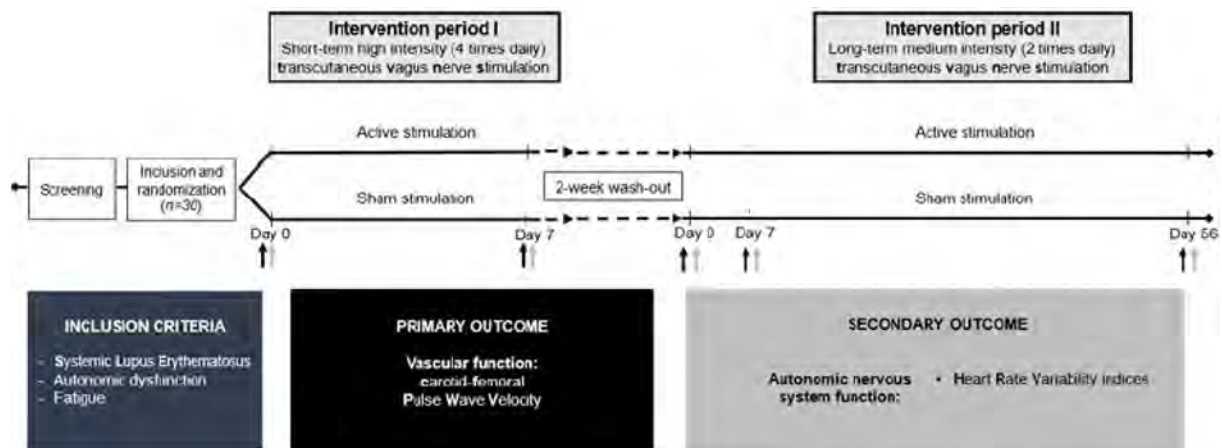 Intervention period I
Short-term high intensity (4 times daily)
transcutaneous vagus nerve stimulation
Intervention period II
Long-term medium intensity (2 times daily)
transcutaneous vagus nerve stimulation
Active stimulation
Active stimulation
Screening
Inclusion and
randomization
(n=30)
2-week wash-out
Sham stimulation
Sham stimulation
Day 0
Day 7
Day 0
Day 7
Day 56
INCLUSION CRITERIA
- Systemic Lupus Erythematosus
- Autonomic dysfunction
- Fatigue
PRIMARY OUTCOME
Vascular function:
carotid-femoral
Pulse Wave Velocity
SECONDARY OUTCOME
Autonomic nervous
system function:
• Heart Rate Variability indices